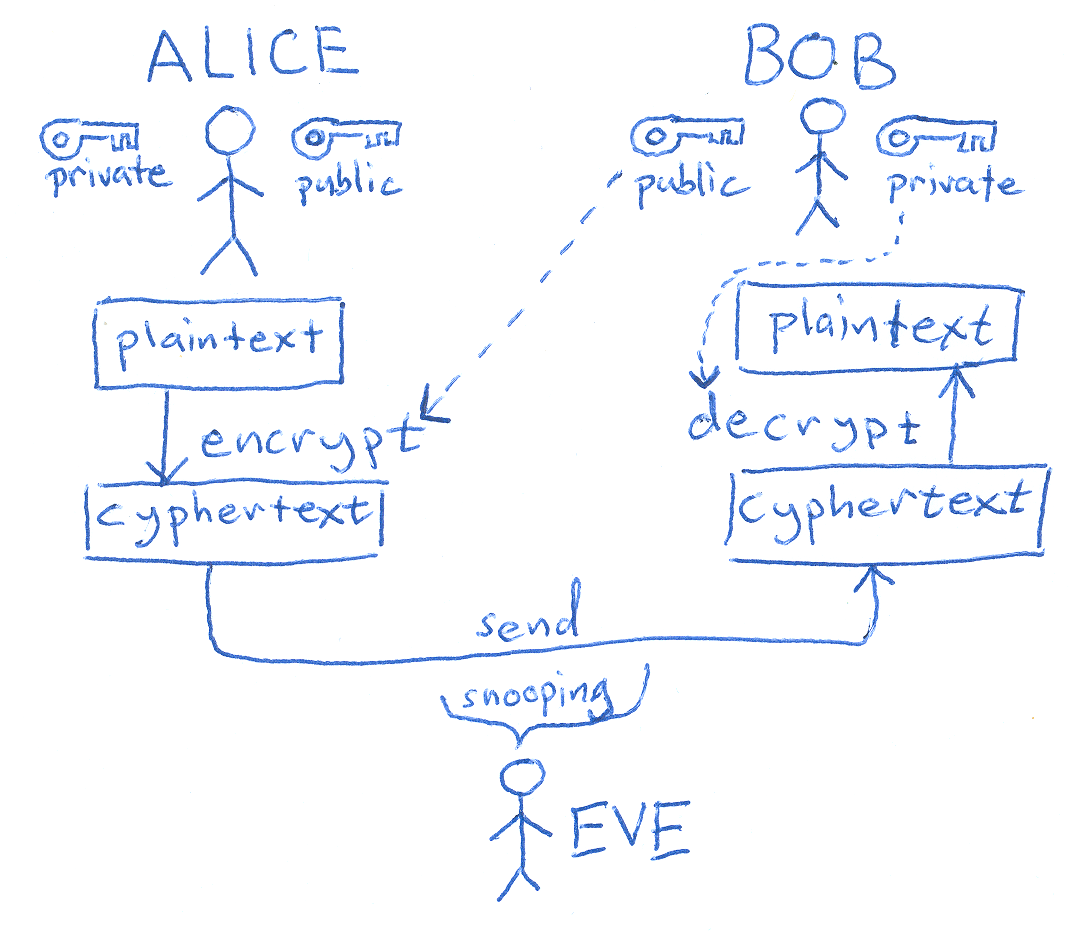 ALICE
BOB
private
public
public
private
plaintext
plaintext
encrypt
decrypt
cyphertext
cyphertext
send
snooping
EVE